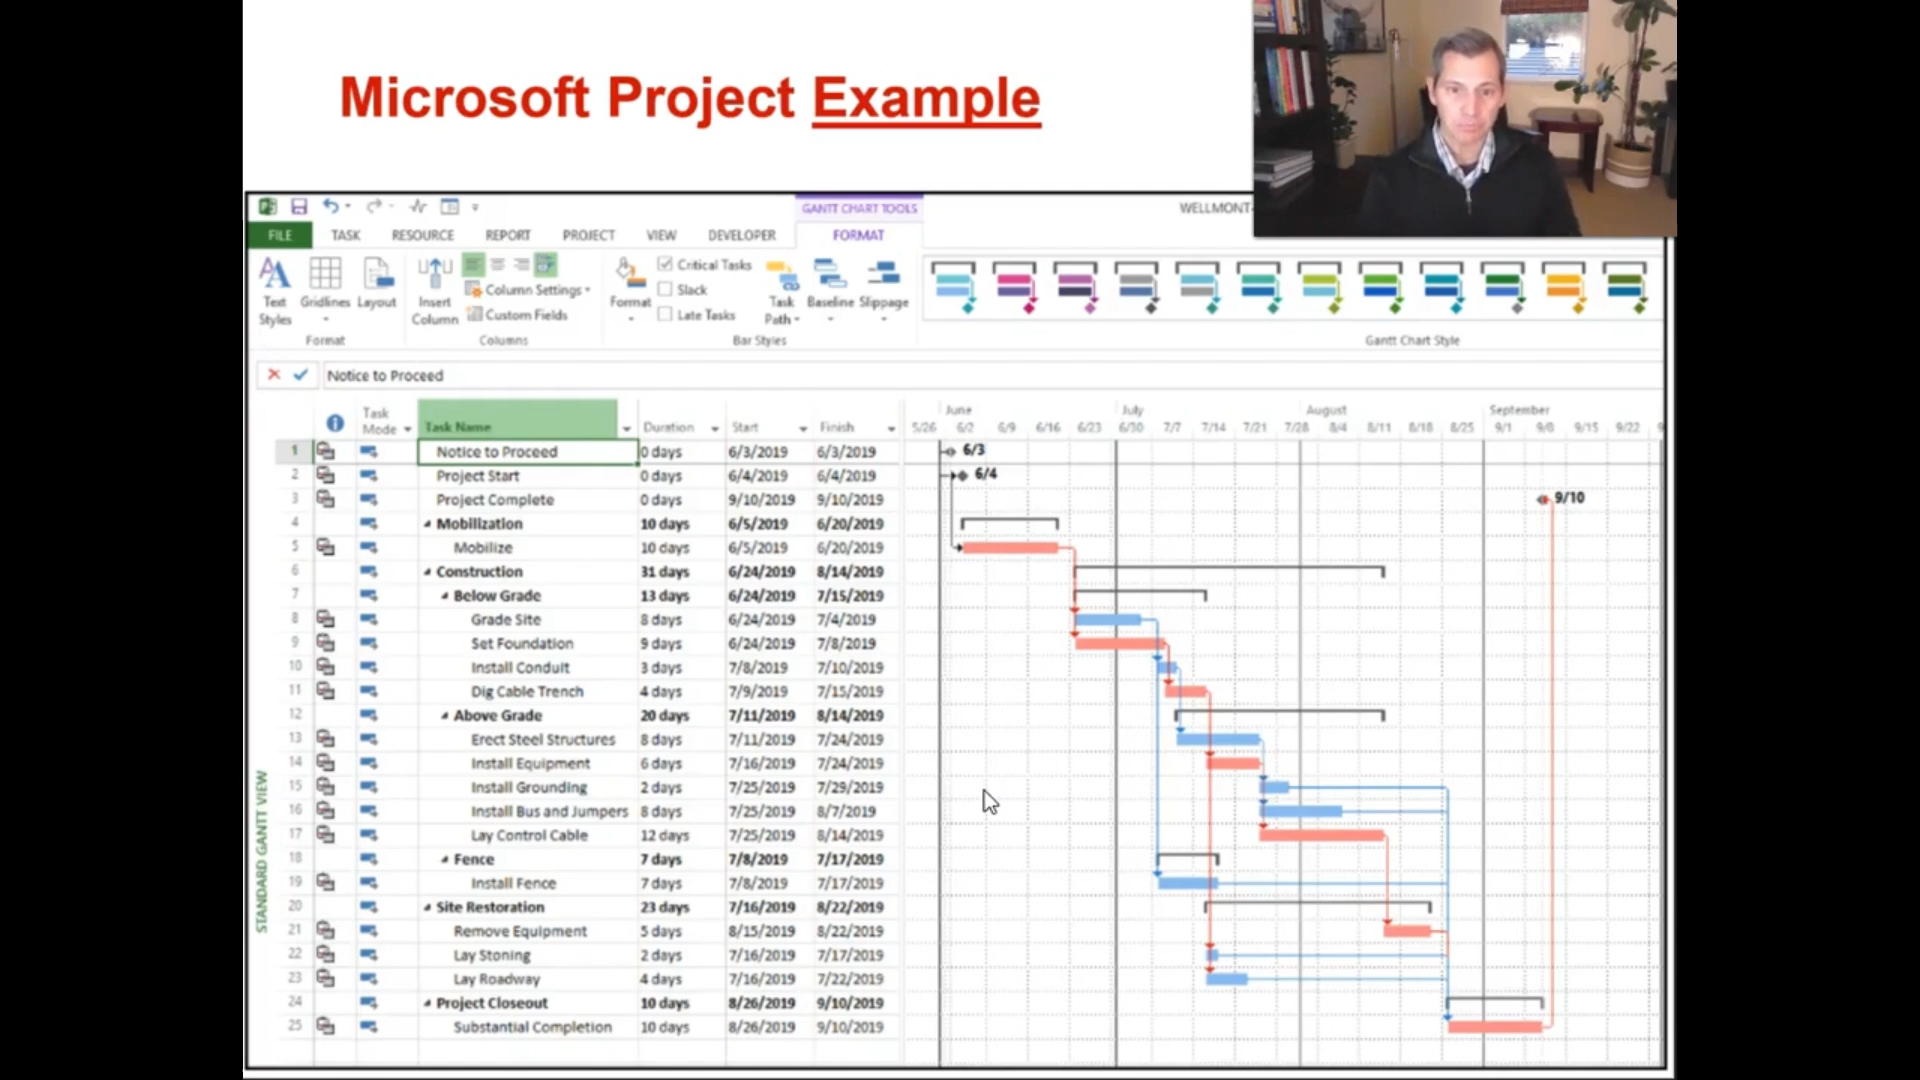 Microsoft Project Example
GANTT CHART TOOLS
WELLMONT-
FILE TASK RESOURCE REPORT PROJECT VIEW DEVELOPER FORMAT
Text Styles Gridlines Layout
Format
Insert Column
Column Settings
Custom Fields
Columns
Format
Critical Tasks
Slack
Late Tasks
Task Path Baseline Slippage
Bar Styles
Gantt Chart Style
Notice to Proceed
June July August September
Task Mode Task Name Duration Start Finish 5/26 6/2 6/9 6/16 6/23 7/7 7/14 7/21 7/28 8/4 8/11 8/18 8/25 9/1 9/8 9/15 9/22 9
1 Notice to Proceed 0 days 6/3/2019 6/3/2019 6/3
2 Project Start 0 days 6/4/2019 6/4/2019 6/4
3 Project Complete 0 days 9/10/2019 9/10/2019 9/10
4 Mobilization 10 days 6/5/2019 6/20/2019
5 Mobilize 10 days 6/5/2019 6/20/2019
6 Construction 31 days 6/24/2019 8/14/2019
7 Below Grade 13 days 6/24/2019 7/15/2019
8 Grade Site 8 days 6/24/2019 7/4/2019
9 Set Foundation 9 days 6/24/2019 7/8/2019
10 Install Conduit 3 days 7/8/2019 7/10/2019
11 Dig Cable Trench 4 days 7/9/2019 7/15/2019
12 Above Grade 20 days 7/11/2019 8/14/2019
13 Erect Steel Structures 8 days 7/11/2019 7/24/2019
14 Install Equipment 6 days 7/16/2019 7/24/2019
15 Install Grounding 2 days 7/25/2019 7/29/2019
16 Install Bus and Jumpers 8 days 7/25/2019 8/7/2019
17 Lay Control Cable 12 days 7/25/2019 8/14/2019
18 Fence 7 days 7/8/2019 7/17/2019
19 Install Fence 7 days 7/8/2019 7/17/2019
20 Site Restoration 23 days 7/16/2019 8/22/2019
21 Remove Equipment 5 days 8/15/2019 8/22/2019
22 Lay Stoning 2 days 7/16/2019 7/17/2019
23 Lay Roadway 4 days 7/16/2019 7/22/2019
24 Project Closeout 10 days 8/26/2019 9/10/2019
25 Substantial Completion 10 days 8/26/2019 9/10/2019
STANDARD GANTT VIEW